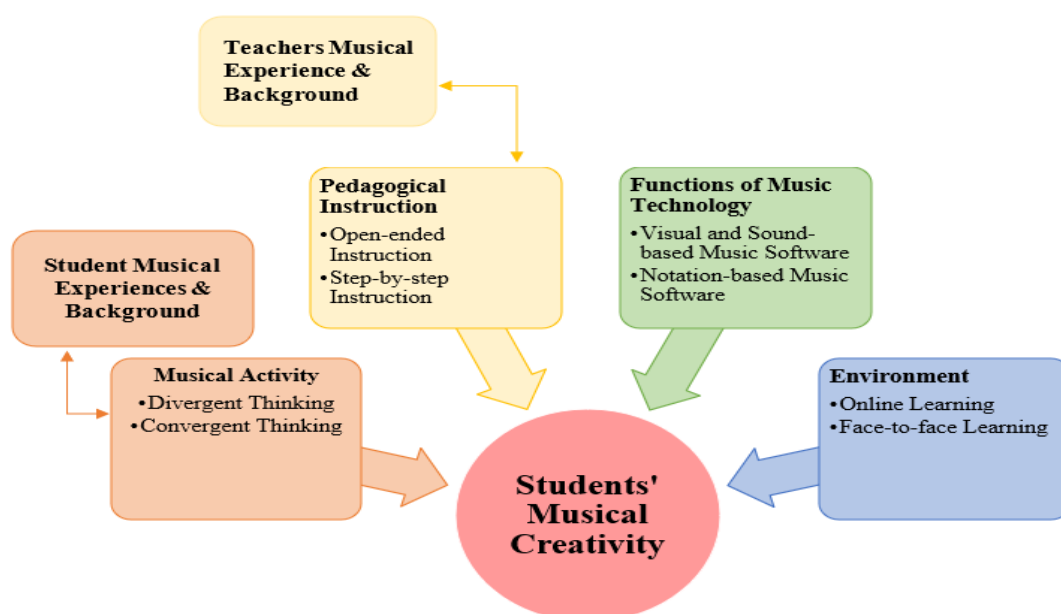 Teachers Musical
Experience &
Background
Pedagogical
Instruction
•Open-ended
Instruction
•Step-by-step
Instruction
Functions of Music
Technology
•Visual and Sound-
based Music Software
•Notation-based Music
Software
Student Musical
Experiences &
Background
Musical Activity
•Divergent Thinking
•Convergent Thinking
Environment
•Online Learning
•Face-to-face Learning
Students'
Musical
Creativity